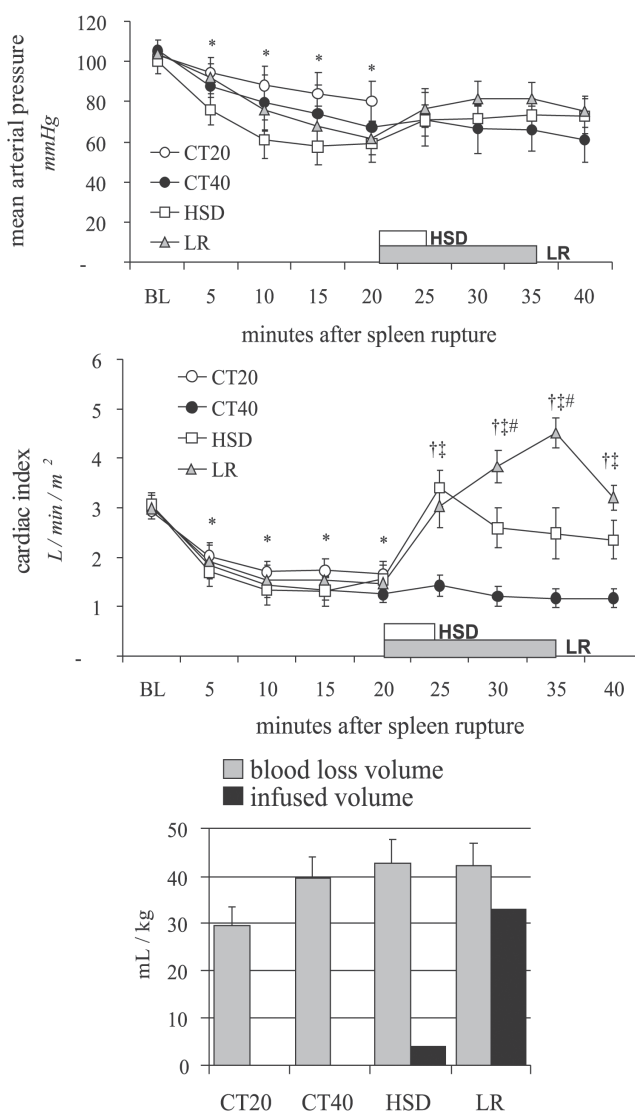 120
100
80
60
40
20
-
mean arterial pressure
mmHg
* * * *
CT20
CT40
HSD
LR
HSD
LR
BL 5 10 15 20 25 30 35 40
minutes after spleen rupture
6
5
4
3
2
1
-
cardiac index
L / min / m²
CT20
CT40
HSD
LR
* * * *
†‡ †‡# †‡# †‡
HSD
LR
BL 5 10 15 20 25 30 35 40
minutes after spleen rupture
blood loss volume
infused volume
50
40
30
20
10
0
mL / kg
CT20 CT40 HSD LR